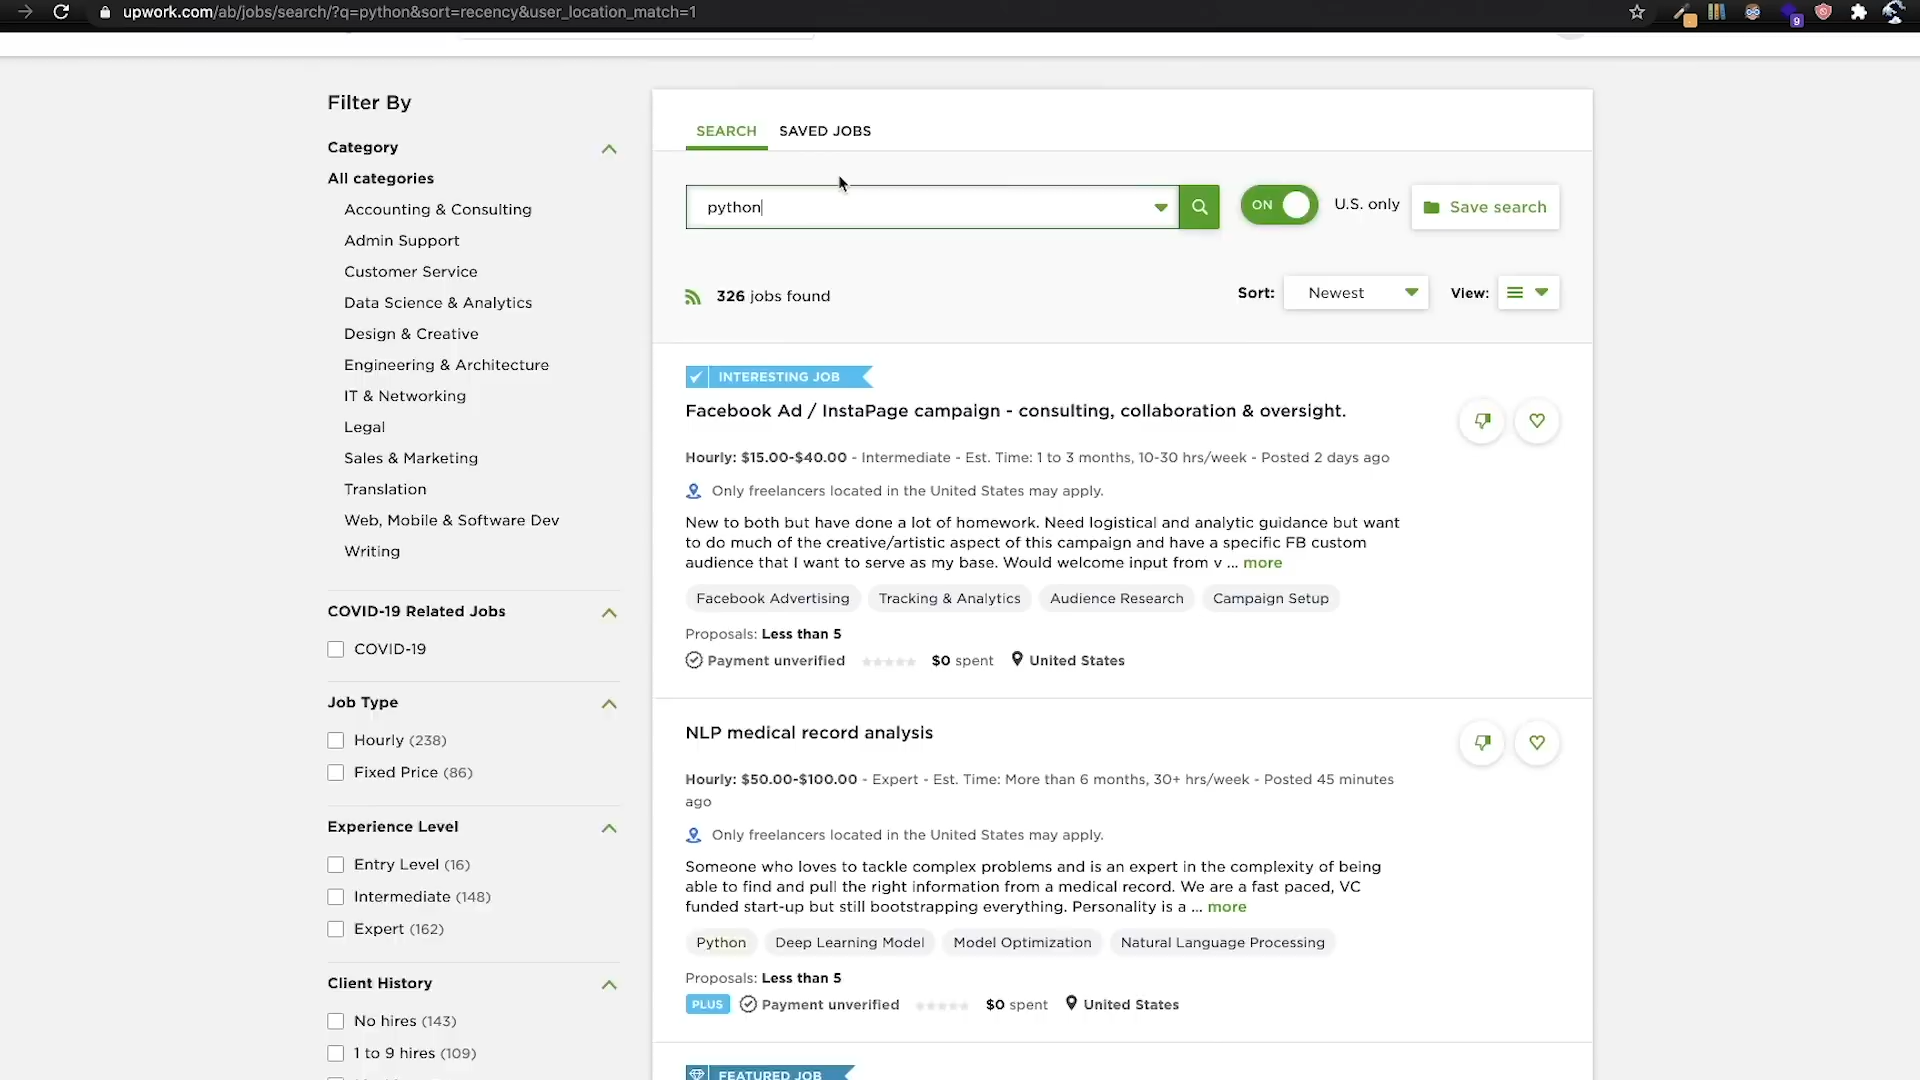 upwork.com/ab/jobs/search/?q=python&sort=recency&user_location_match=1
9
Filter By
Category
All categories
Accounting & Consulting
Admin Support
Customer Service
Data Science & Analytics
Design & Creative
Engineering & Architecture
IT & Networking
Legal
Sales & Marketing
Translation
Web, Mobile & Software Dev
Writing
COVID-19 Related Jobs
COVID-19
Job Type
Hourly (238)
Fixed Price (86)
Experience Level
Entry Level (16)
Intermediate (148)
Expert (162)
Client History
No hires (143)
1 to 9 hires (109)
SEARCH SAVED JOBS
python
ON U.S. only Save search
326 jobs found
Sort: Newest View:
INTERESTING JOB
Facebook Ad / InstaPage campaign - consulting, collaboration & oversight.
Hourly: $15.00-$40.00 - Intermediate - Est. Time: 1 to 3 months, 10-30 hrs/week - Posted 2 days ago
Only freelancers located in the United States may apply.
New to both but have done a lot of homework. Need logistical and analytic guidance but want
to do much of the creative/artistic aspect of this campaign and have a specific FB custom
audience that I want to serve as my base. Would welcome input from v ... more
Facebook Advertising Tracking & Analytics Audience Research Campaign Setup
Proposals: Less than 5
Payment unverified $0 spent United States
NLP medical record analysis
Hourly: $50.00-$100.00 - Expert - Est. Time: More than 6 months, 30+ hrs/week - Posted 45 minutes
ago
Only freelancers located in the United States may apply.
Someone who loves to tackle complex problems and is an expert in the complexity of being
able to find and pull the right information from a medical record. We are a fast paced, VC
funded start-up but still bootstrapping everything. Personality is a ... more
Python Deep Learning Model Model Optimization Natural Language Processing
Proposals: Less than 5
PLUS Payment unverified $0 spent United States
FEATURED JOB